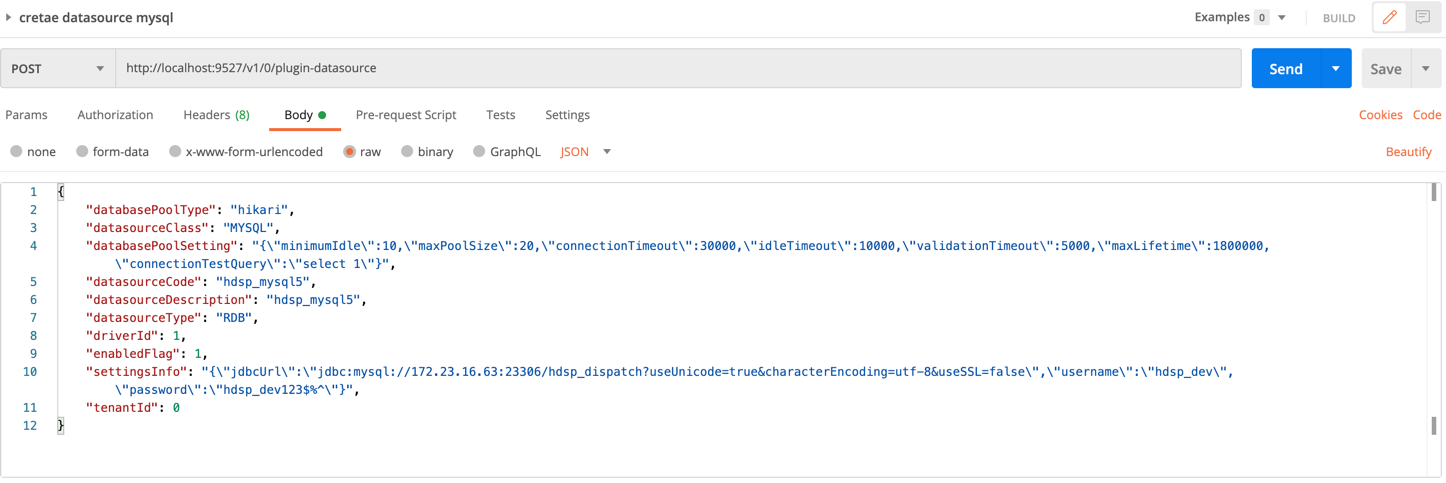 cretae datasource mysql Examples 0 BUILD
POST http://localhost:9527/v1/0/plugin-datasource Send Save
Params Authorization Headers (8) Body Pre-request Script Tests Settings Cookies Code
none form-data x-www-form-urlencoded raw binary GraphQL JSON Beautify
1 {
2 "databasePoolType": "hikari",
3 "datasourceClass": "MYSQL",
4 "databasePoolSetting": "{\"minimumIdle\":10,\"maxPoolSize\":20,\"connectionTimeout\":30000,\"idleTimeout\":10000,\"validationTimeout\":5000,\"maxLifetime\":1800000,
\"connectionTestQuery\":\"select 1\"}",
5 "datasourceCode": "hdsp_mysql5",
6 "datasourceDescription": "hdsp_mysql5",
7 "datasourceType": "RDB",
8 "driverId": 1,
9 "enabledFlag": 1,
10 "settingsInfo": "{\"jdbcUrl\":\"jdbc:mysql://172.23.16.63:23306/hdsp_dispatch?useUnicode=true&characterEncoding=utf-8&useSSL=false\",\"username\":\"hdsp_dev\",
\"password\":\"hdsp_dev123$%^\"}",
11 "tenantId": 0
12 }